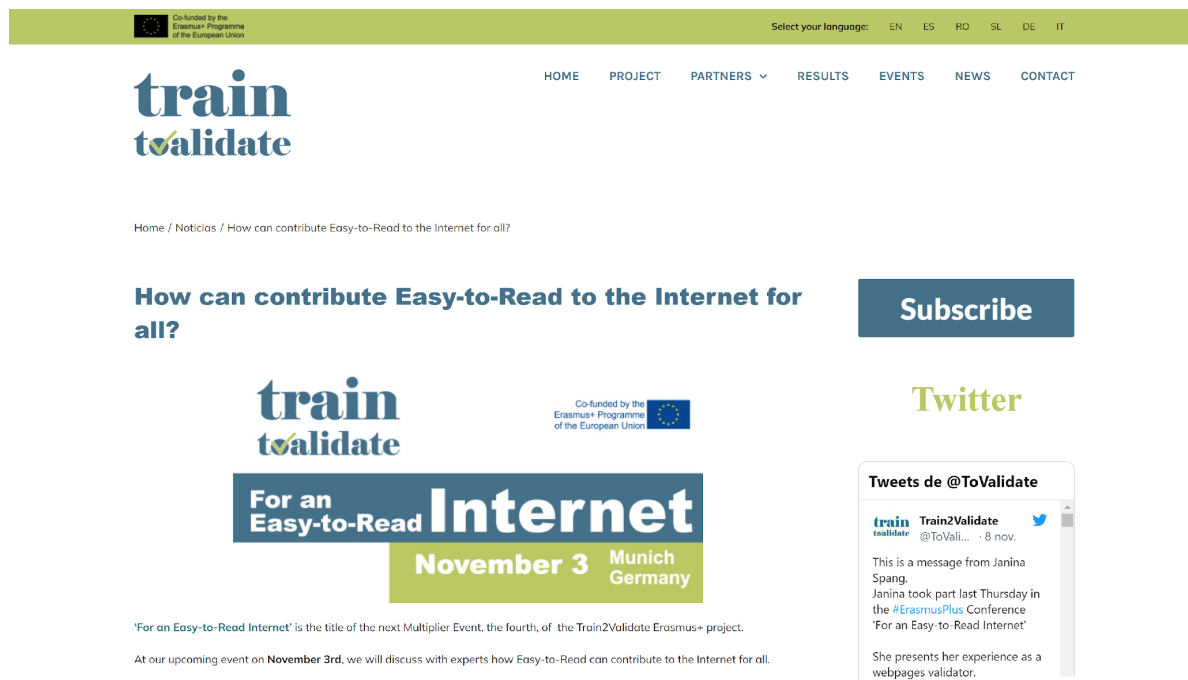 Co-funded by the
Erasmus+ Programme
of the European Union
Select your language: EN ES RO SL DE IT
train
tovalidate
HOME PROJECT PARTNERS RESULTS EVENTS NEWS CONTACT
Home / Noticias / How can contribute Easy-to-Read to the Internet for all?
How can contribute Easy-to-Read to the Internet for
all?
train
tovalidate
Co-funded by the
Erasmus+ Programme
of the European Union
For an
Easy-to-Read Internet
November 3 Munich
Germany
'For an Easy-to-Read Internet' is the title of the next Multiplier Event, the fourth, of the Train2Validate Erasmus+ project.
At our upcoming event on November 3rd, we will discuss with experts how Easy-to-Read can contribute to the Internet for all.
Subscribe
Twitter
Tweets de @ToValidate
train
tovalidate
Train2Validate
@ToVali... · 8 nov.
This is a message from Janina
Spang.
Janina took part last Thursday in
the #ErasmusPlus Conference
'For an Easy-to-Read Internet'
She presents her experience as a
webpages validator.